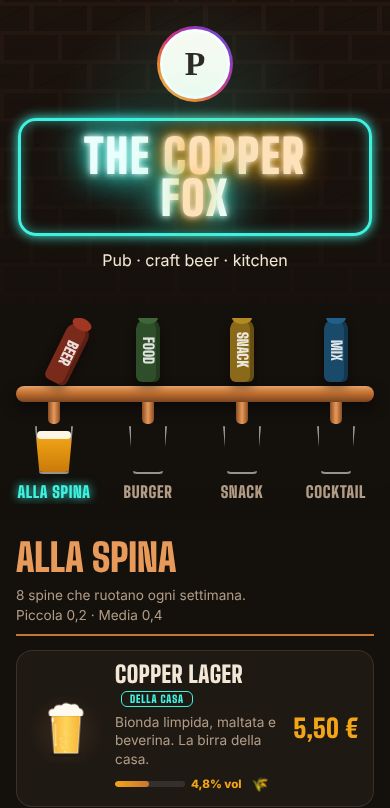 P
THE COPPER
FOX
Pub · craft beer · kitchen
BEER
FOOD
SNACK
MIX
ALLA SPINA
BURGER
SNACK
COCKTAIL
ALLA SPINA
8 spine che ruotano ogni settimana.
Piccola 0,2 · Media 0,4
COPPER LAGER
DELLA CASA
Bionda limpida, maltata e
beverina. La birra della
casa.
5,50 €
4,8% vol